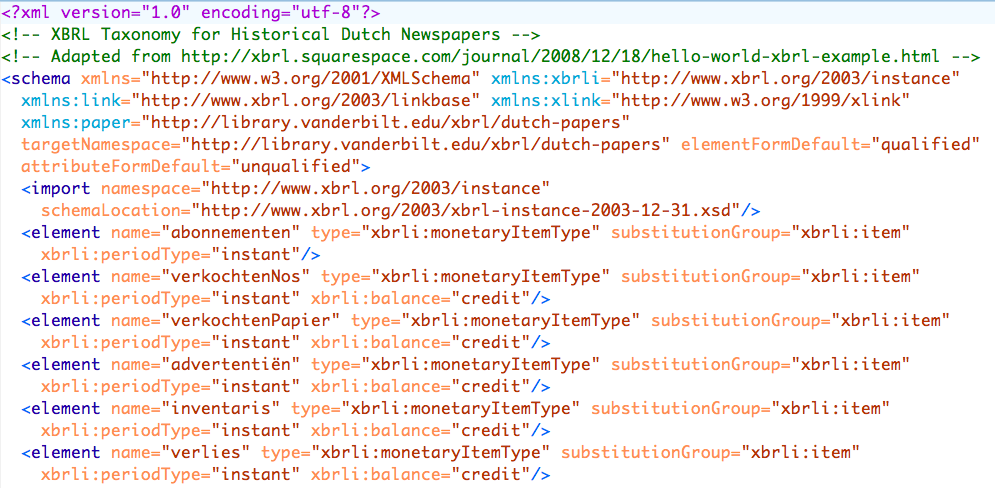 <?xml version="1.0" encoding="utf-8"?>
<!-- XBRL Taxonomy for Historical Dutch Newspapers -->
<!-- Adapted from http://xbrl.squarespace.com/journal/2008/12/18/hello-world-xbrl-example.html -->
<schema xmlns="http://www.w3.org/2001/XMLSchema" xmlns:xbrli="http://www.xbrl.org/2003/instance"
xmlns:link="http://www.xbrl.org/2003/linkbase" xmlns:xlink="http://www.w3.org/1999/xlink"
xmlns:paper="http://library.vanderbilt.edu/xbrl/dutch-papers"
targetNamespace="http://library.vanderbilt.edu/xbrl/dutch-papers" elementFormDefault="qualified"
attributeFormDefault="unqualified">
<import namespace="http://www.xbrl.org/2003/instance"
schemaLocation="http://www.xbrl.org/2003/xbrl-instance-2003-12-31.xsd"/>
<element name="abonnementen" type="xbrli:monetaryItemType" substitutionGroup="xbrli:item"
xbrli:periodType="instant"/>
<element name="verkochtenNos" type="xbrli:monetaryItemType" substitutionGroup="xbrli:item"
xbrli:periodType="instant" xbrli:balance="credit"/>
<element name="verkochtenPapier" type="xbrli:monetaryItemType" substitutionGroup="xbrli:item"
xbrli:periodType="instant" xbrli:balance="credit"/>
<element name="advertentiën" type="xbrli:monetaryItemType" substitutionGroup="xbrli:item"
xbrli:periodType="instant" xbrli:balance="credit"/>
<element name="inventaris" type="xbrli:monetaryItemType" substitutionGroup="xbrli:item"
xbrli:periodType="instant" xbrli:balance="credit"/>
<element name="verlies" type="xbrli:monetaryItemType" substitutionGroup="xbrli:item"
xbrli:periodType="instant" xbrli:balance="credit"/>